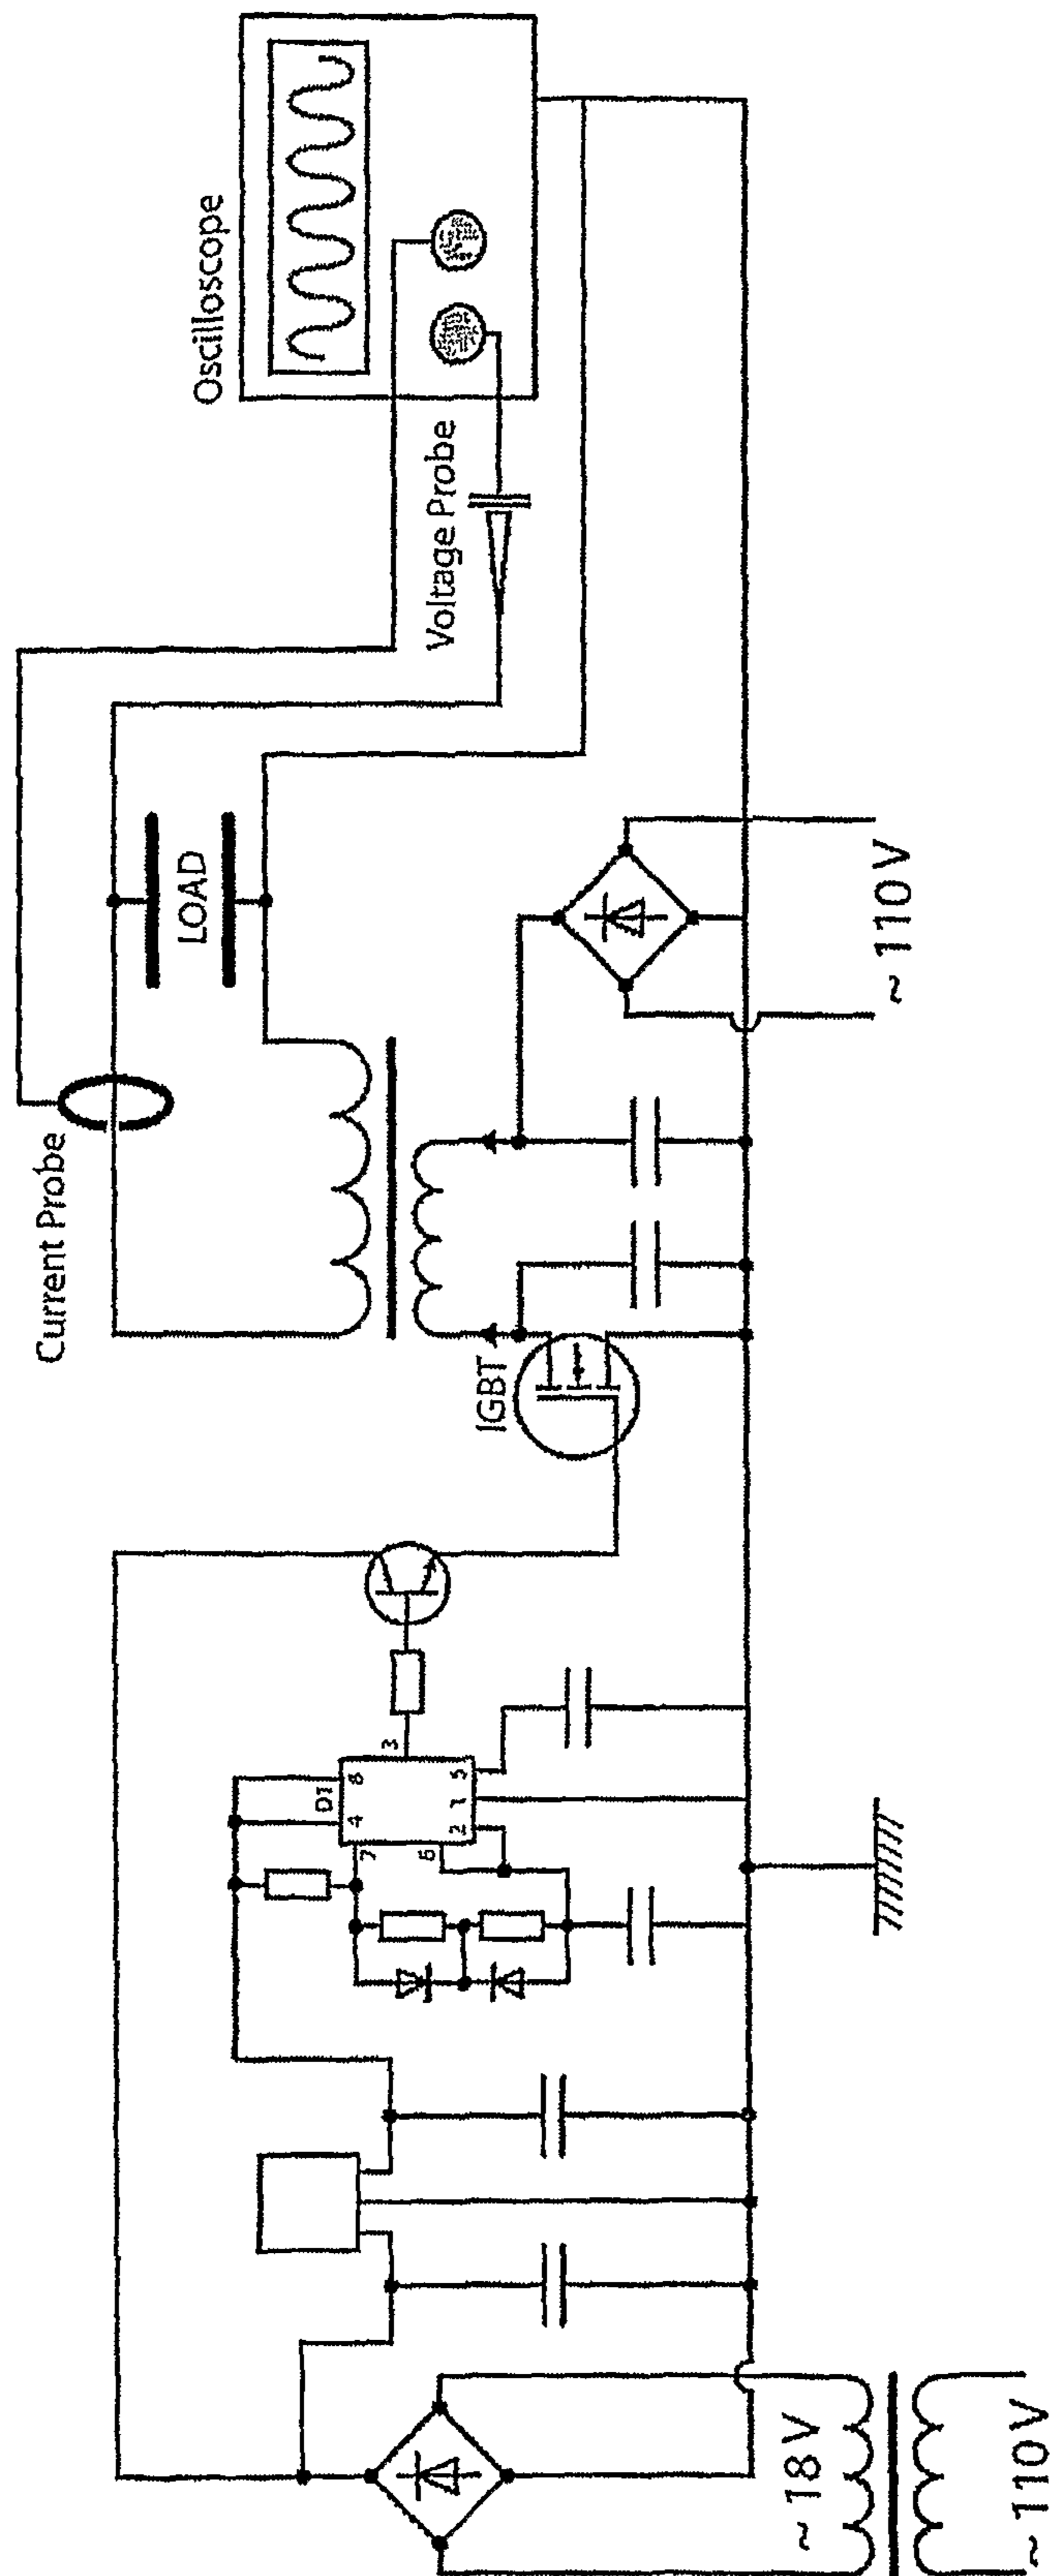 Oscilloscope
Voltage Probe
Current Probe
LOAD
IGBT
~ 110 V
D1
8
4
3
7
6
5
1
2
~ 18 V
~ 110 V